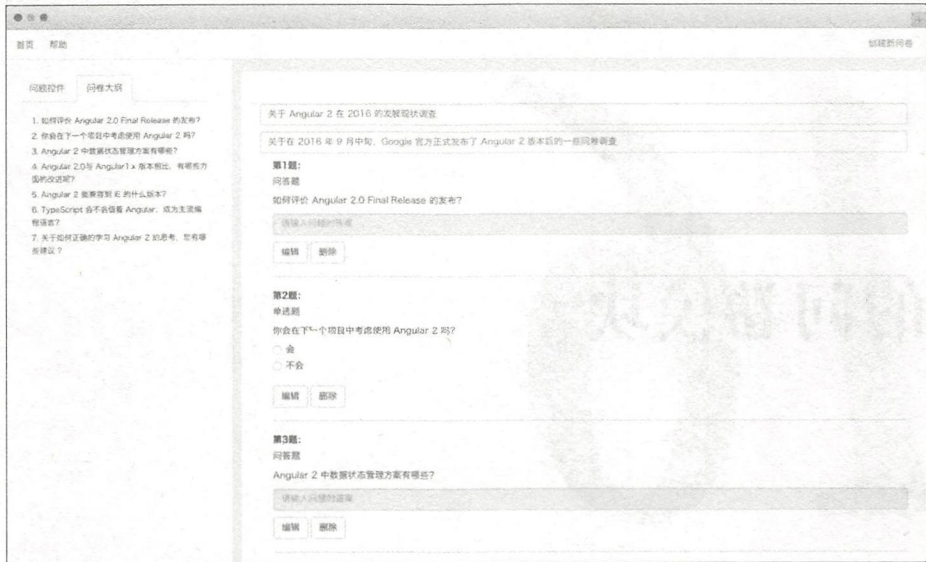 首页 帮助
创建新问卷
问题控件 问卷大纲
1. 如何评价 Angular 2.0 Final Release 的发布?
2. 你会在下一个项目中考虑使用 Angular 2 吗?
3. Angular 2 中数据状态管理方案有哪些?
4. Angular 2.0与 Angular1.x 版本相比，有哪些方
面的改进呢?
5. Angular 2 能兼容到 IE 的什么版本?
6. TypeScript 会不会借着 Angular，成为主流编
程语言?
7. 关于如何正确的学习 Angular 2 的思考，您有哪
些建议？
关于 Angular 2 在 2016 的发展现状调查
关于在 2016 年 9 月中旬，Google 官方正式发布了 Angular 2 版本后的一些问卷调查
第1题:
问答题
如何评价 Angular 2.0 Final Release 的发布?
请输入问题的答案
编辑 删除
第2题:
单选题
你会在下一个项目中考虑使用 Angular 2 吗?
会
不会
编辑 删除
第3题:
问答题
Angular 2 中数据状态管理方案有哪些?
请输入问题的答案
编辑 删除